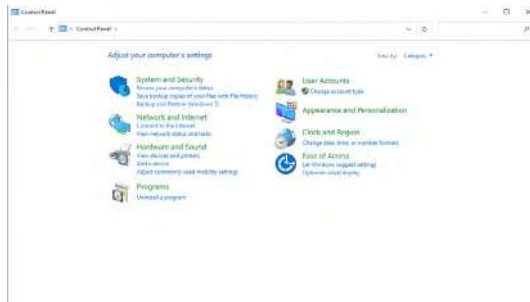 Control Panel
Control Panel
Adjust your computer's settings
View by: Category
System and Security
Review your computer's status
Save backup copies of your files with File History
Backup and Restore (Windows 7)
Network and Internet
Connect to the Internet
View network status and tasks
Hardware and Sound
View devices and printers
Add a device
Adjust commonly used mobility settings
Programs
Uninstall a program
User Accounts
Change account type
Appearance and Personalization
Clock and Region
Change date, time, or number formats
Ease of Access
Let Windows suggest settings
Optimize visual display